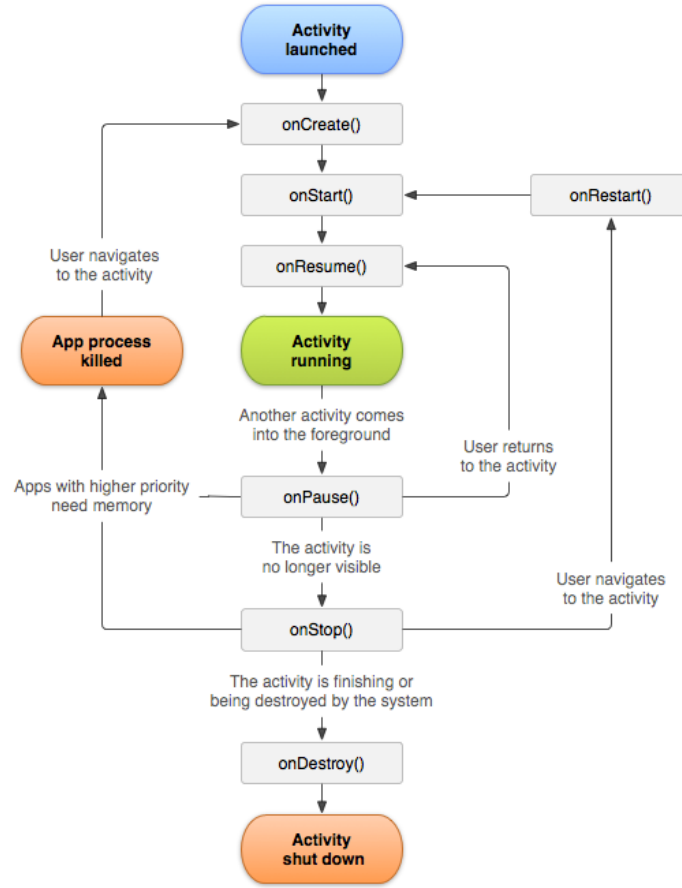 Activity
launched
onCreate()
onStart()
onRestart()
User navigates
to the activity
onResume()
App process
killed
Activity
running
Another activity comes
into the foreground
User returns
to the activity
Apps with higher priority
need memory
onPause()
The activity is
no longer visible
User navigates
to the activity
onStop()
The activity is finishing or
being destroyed by the system
onDestroy()
Activity
shut down